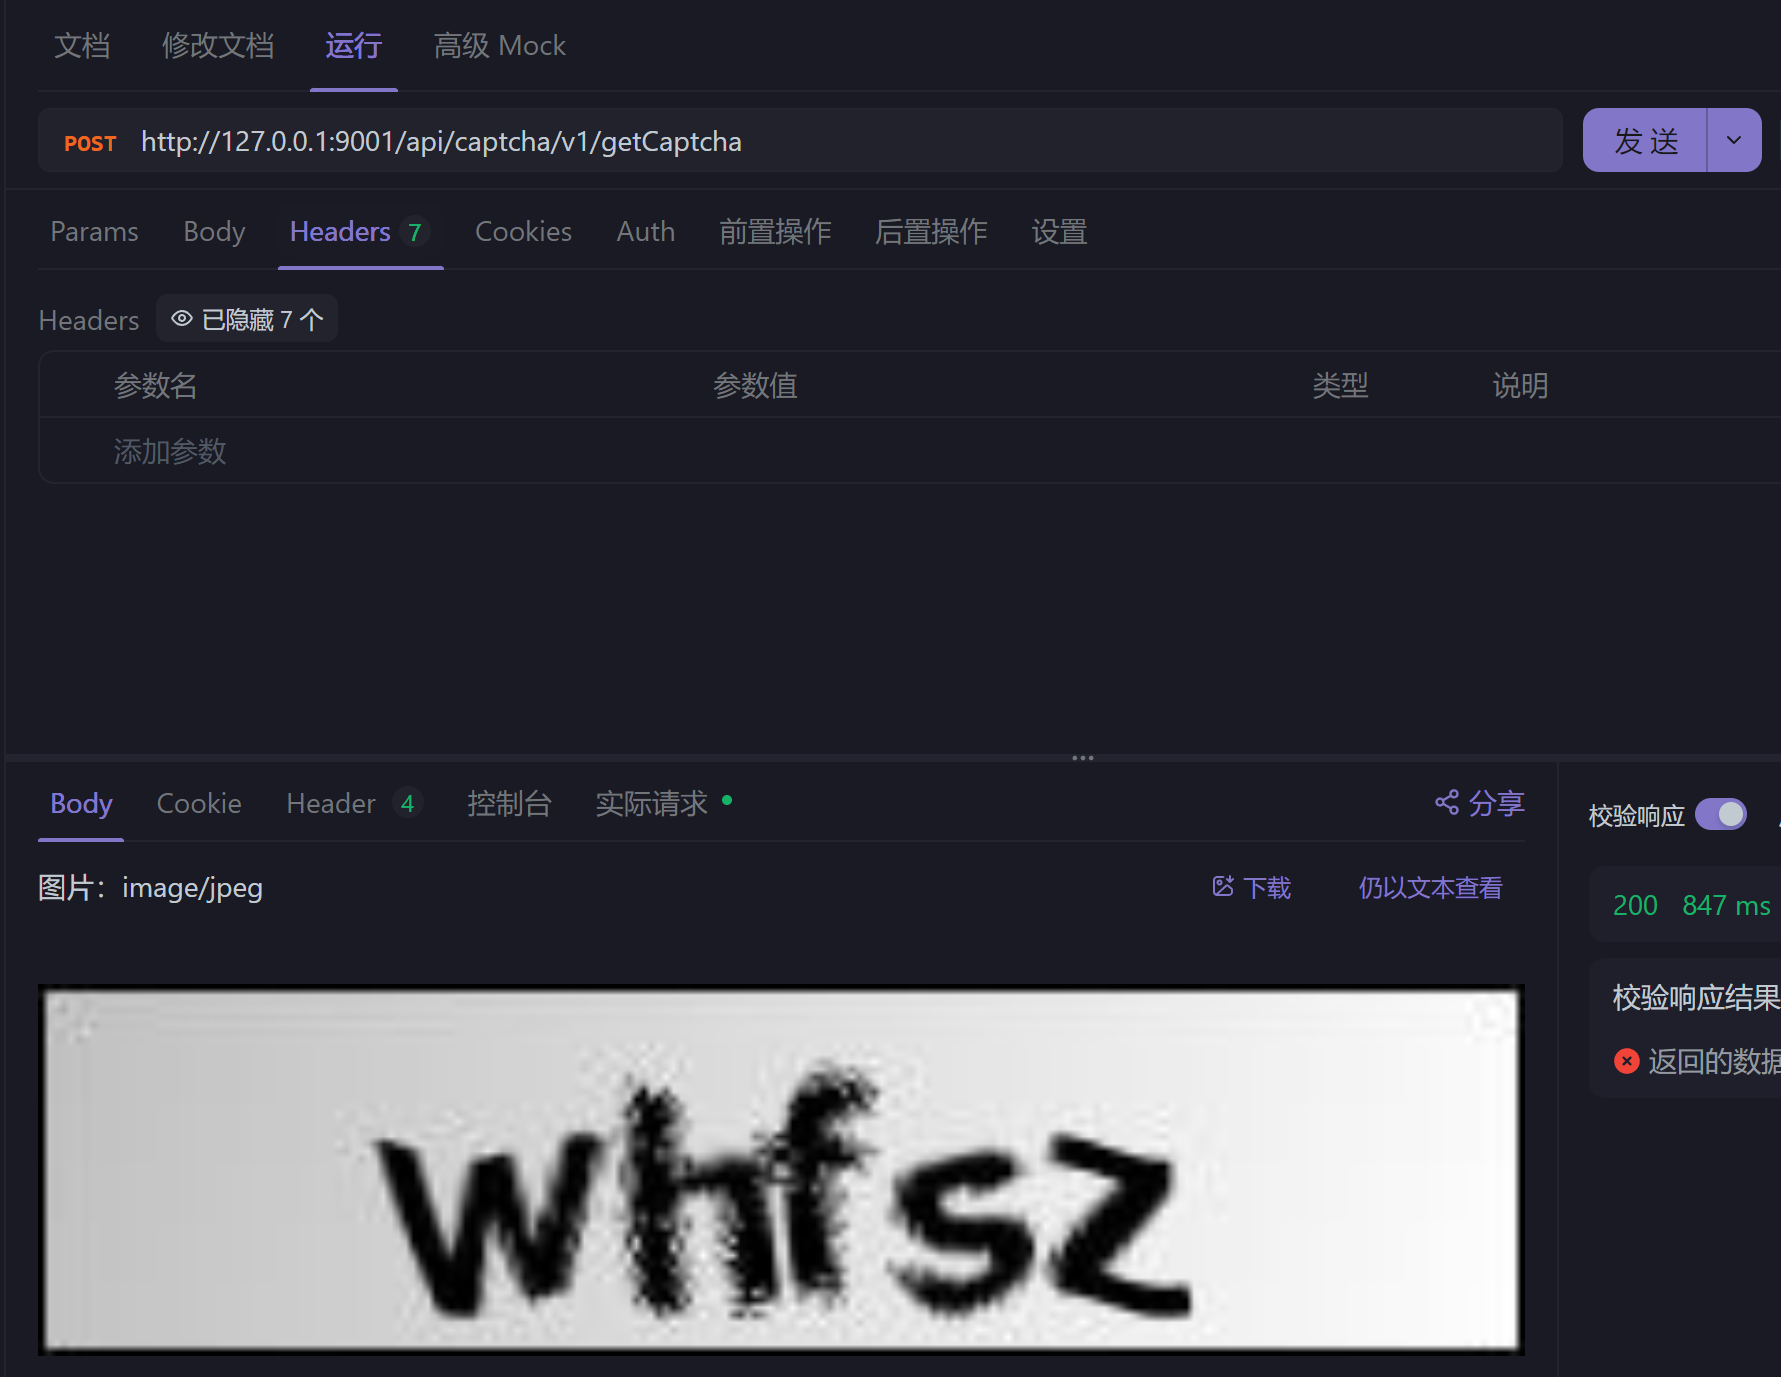 文档 修改文档 运行 高级 Mock
POST http://127.0.0.1:9001/api/captcha/v1/getCaptcha 发 送
Params Body Headers 7 Cookies Auth 前置操作 后置操作 设置
Headers 已隐藏 7 个
参数名 参数值 类型 说明
添加参数
Body Cookie Header 4 控制台 实际请求 分享
图片：image/jpeg 下载 仍以文本查看
whfsz
校验响应
200 847 ms
校验响应结果
返回的数据